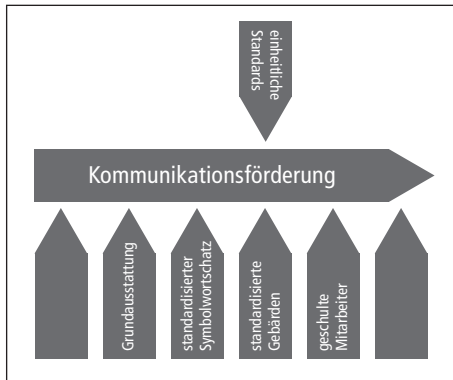 einheitliche
Standards
Kommunikationsförderung
Grundausstattung
standardisierter
Symbolwortschatz
standardisierte
Gebärden
geschulte
Mitarbeiter